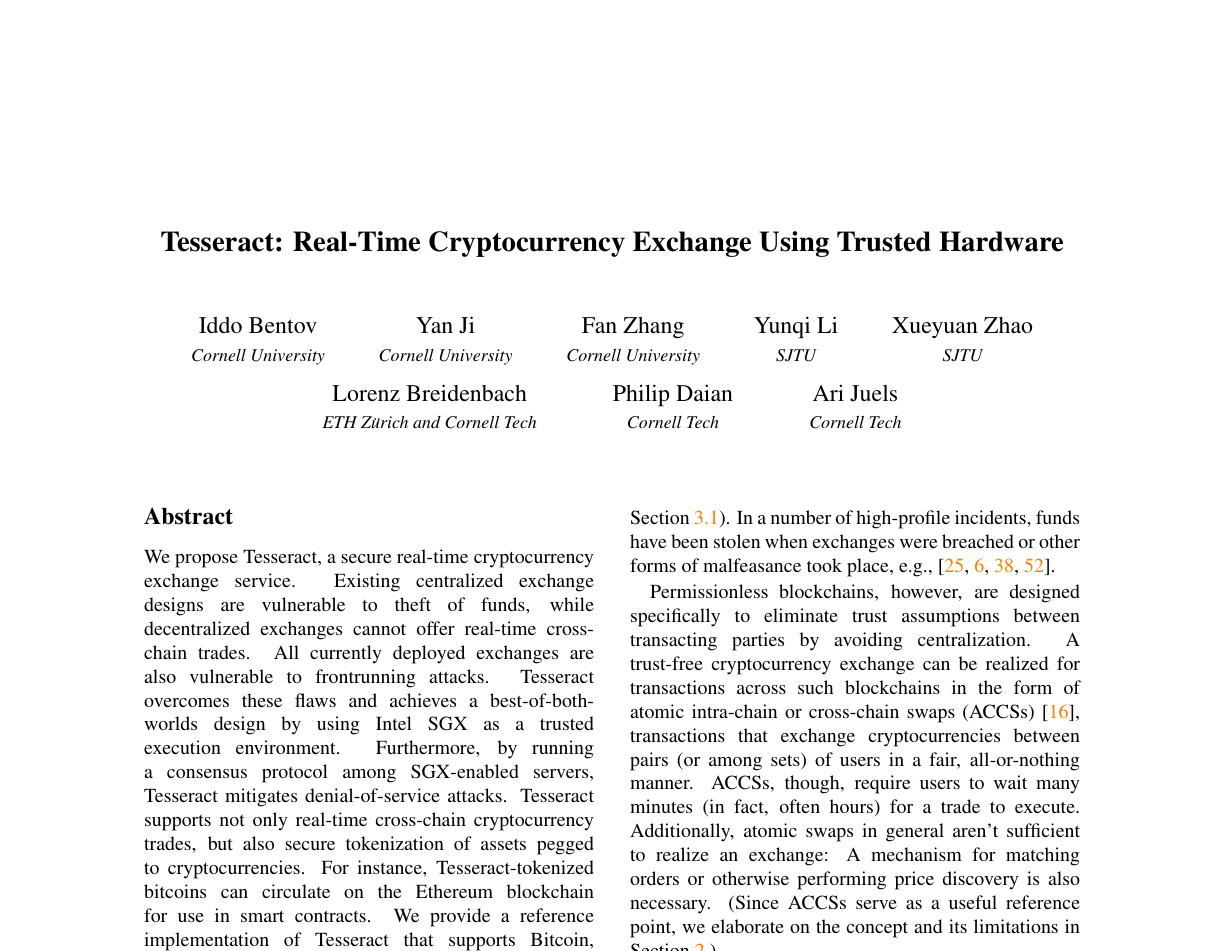 Tesseract: Real-Time Cryptocurrency Exchange Using Trusted Hardware
Iddo Bentov Yan Ji Fan Zhang Yunqi Li Xueyuan Zhao
Cornell University Cornell University Cornell University SJTU SJTU
Lorenz Breidenbach Philip Daian Ari Juels
ETH Zürich and Cornell Tech Cornell Tech Cornell Tech
Abstract
We propose Tesseract, a secure real-time cryptocurrency
exchange service. Existing centralized exchange
designs are vulnerable to theft of funds, while
decentralized exchanges cannot offer real-time cross-
chain trades. All currently deployed exchanges are
also vulnerable to frontrunning attacks. Tesseract
overcomes these flaws and achieves a best-of-both-
worlds design by using Intel SGX as a trusted
execution environment. Furthermore, by running
a consensus protocol among SGX-enabled servers,
Tesseract mitigates denial-of-service attacks. Tesseract
supports not only real-time cross-chain cryptocurrency
trades, but also secure tokenization of assets pegged
to cryptocurrencies. For instance, Tesseract-tokenized
bitcoins can circulate on the Ethereum blockchain
for use in smart contracts. We provide a reference
implementation of Tesseract that supports Bitcoin,
Section 3.1). In a number of high-profile incidents, funds
have been stolen when exchanges were breached or other
forms of malfeasance took place, e.g., [25, 6, 38, 52].
Permissionless blockchains, however, are designed
specifically to eliminate trust assumptions between
transacting parties by avoiding centralization. A
trust-free cryptocurrency exchange can be realized for
transactions across such blockchains in the form of
atomic intra-chain or cross-chain swaps (ACCSs) [16],
transactions that exchange cryptocurrencies between
pairs (or among sets) of users in a fair, all-or-nothing
manner. ACCSs, though, require users to wait many
minutes (in fact, often hours) for a trade to execute.
Additionally, atomic swaps in general aren't sufficient
to realize an exchange: A mechanism for matching
orders or otherwise performing price discovery is also
necessary. (Since ACCSs serve as a useful reference
point, we elaborate on the concept and its limitations in
Section 2.)